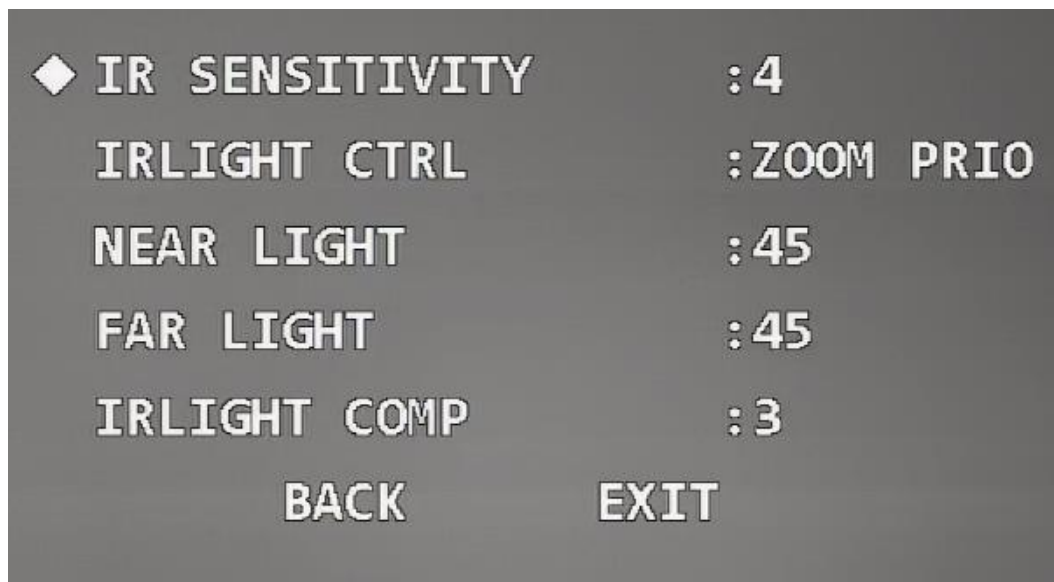 IR SENSITIVITY :4
IRLIGHT CTRL :ZOOM PRIO
NEAR LIGHT :45
FAR LIGHT :45
IRLIGHT COMP :3
BACK EXIT